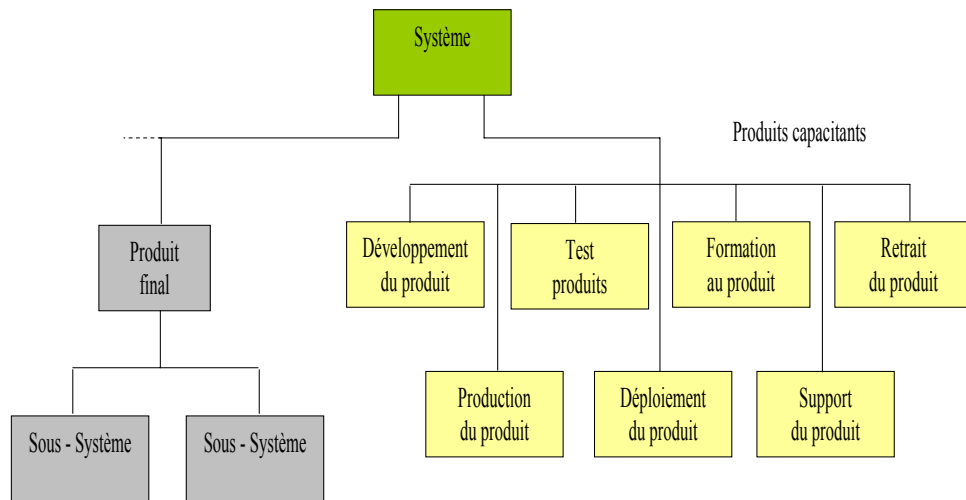 Système
Produits capacitants
Produit
final
Développement
du produit
Test
produits
Formation
au produit
Retrait
du produit
Production
du produit
Déploiement
du produit
Support
du produit
Sous - Système
Sous - Système